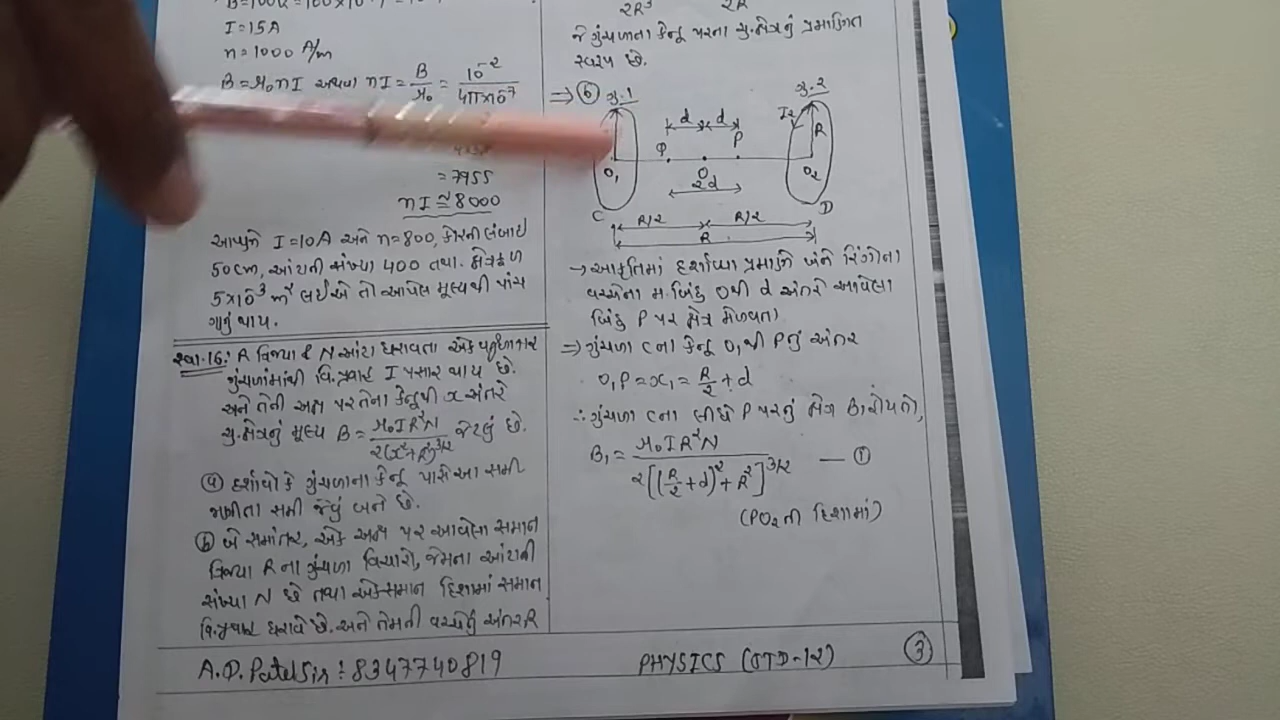 I = 15A
n = 1000 A/m
B = μ₀nI અથવા nI = B/μ₀ = 10⁻²/4π×10⁻⁷
= 7955
nI ≈ 8000
આપણને I = 10A અને n = 800, કોરની લંબાઈ
50cm, આંટાની સંખ્યા 400 તથા ક્ષેત્રફળ
5×10⁻³ m² લઈએ તો આપેલ મૂલ્યથી પાંચ
ગણું થાય.
સ્વા.16: R ત્રિજ્યા ને N આંટા ધરાવતા એક વર્તુળાકાર
ગુંચળામાંથી વિ.પ્રવાહ I પસાર થાય છે.
અને તેની અક્ષ પર તેના કેન્દ્રથી x અંતરે
ચુ.ક્ષેત્રનું મૂલ્ય B = μ₀IR²N/2(x²+R²)^3/2 જેટલું છે.
(a) દર્શાવો કે ગુંચળાના કેન્દ્ર પાસે આ સમી
જાણીતા સમી જેવું બને છે.
(b) બે સમાંતર, એક અક્ષ પર આવેલા સમાન
ત્રિજ્યા R ના ગુંચળા વિચારો, જેમના આંટાની
સંખ્યા N છે તથા એકસમાન દિશામાં સમાન
વિ.પ્રવાહ ધરાવે છે. અને તેમની વચ્ચેનું અંતર R
2R³ 2R
જે ગુંચળાના કેન્દ્ર પરના ચુ.ક્ષેત્રનું પ્રમાણિત
સ્વરૂપ છે.
⇒ (b) ગુ.1 ગુ.2
d d I₂ R
Q O P
O₁ O₂
2d
C D
R/2 R/2
R
→ આકૃતિમાં દર્શાવ્યા પ્રમાણે બંને રિંગોના
વચ્ચેના મ.બિંદુ O થી d અંતરે આવેલા
બિંદુ P પર ક્ષેત્ર મેળવતા
⇒ ગુંચળા C ના કેન્દ્ર O₁ થી P નું અંતર
O₁P = x₁ = R/2 + d
∴ ગુંચળા C ના લીધે P પરનું ક્ષેત્ર B₁ હોય તો,
B₁ = μ₀IR²N/2[(R/2+d)²+R²]^3/2 — (1)
(PO₂ ની દિશામાં)
A.D. Patel Sir : 8347740819 PHYSICS (STD-12) (3)